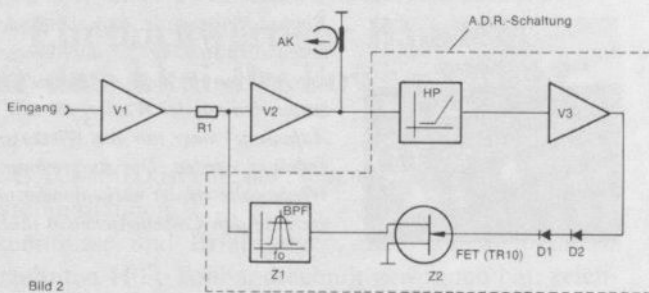 A.D.R.-Schaltung
AK
HP
Eingang
V1
R1
V2
V3
BPF
fo
Z1
Z2
FET (TR10)
D1
D2
Bild 2